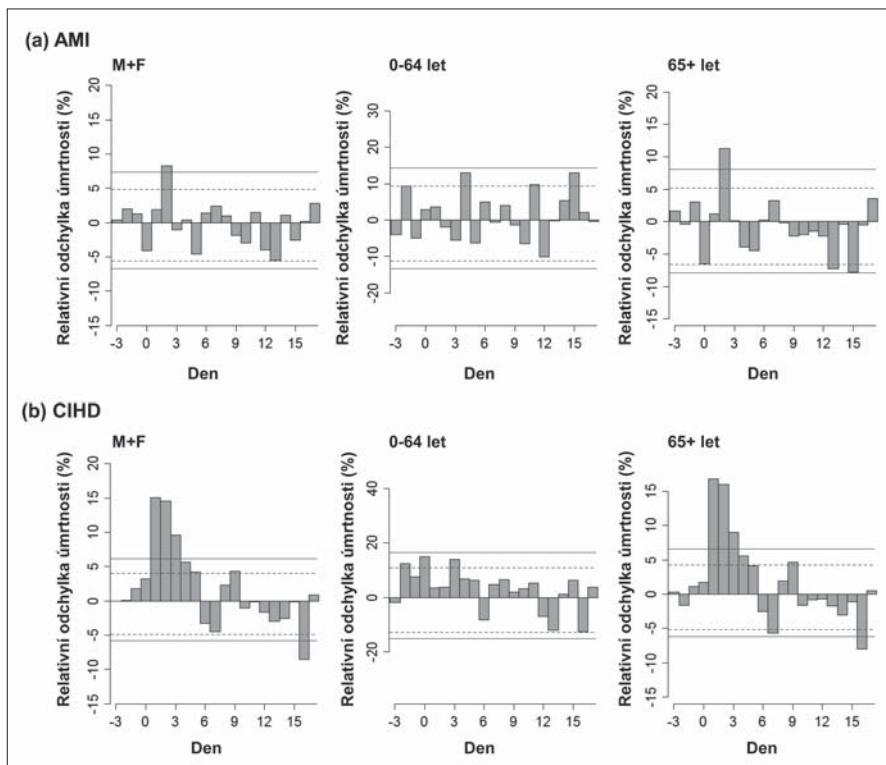 (a) AMI
M+F
Relativní odchylka úmrtnosti (%)
20
15
10
5
0
-5
-10
-15
-3 0 3 6 9 12 15
Den
0-64 let
Relativní odchylka úmrtnosti (%)
30
20
10
0
-10
-20
-3 0 3 6 9 12 15
Den
65+ let
Relativní odchylka úmrtnosti (%)
20
15
10
5
0
-5
-10
-15
-3 0 3 6 9 12 15
Den
(b) CIHD
M+F
Relativní odchylka úmrtnosti (%)
20
15
10
5
0
-5
-10
-15
-3 0 3 6 9 12 15
Den
0-64 let
Relativní odchylka úmrtnosti (%)
40
20
0
-20
-3 0 3 6 9 12 15
Den
65+ let
Relativní odchylka úmrtnosti (%)
15
10
5
0
-5
-10
-15
-3 0 3 6 9 12 15
Den